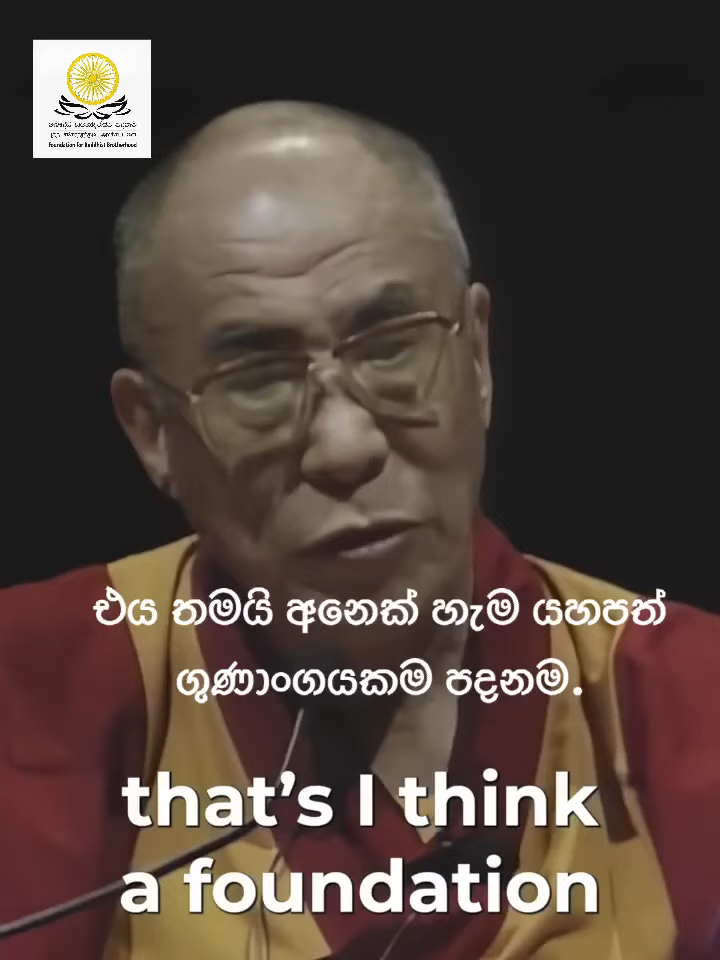 Foundation for Buddhist Brotherhood
එය තමයි අනෙක් හැම යහපත්
ගුණාංගයකම පදනම.
that’s I think
a foundation